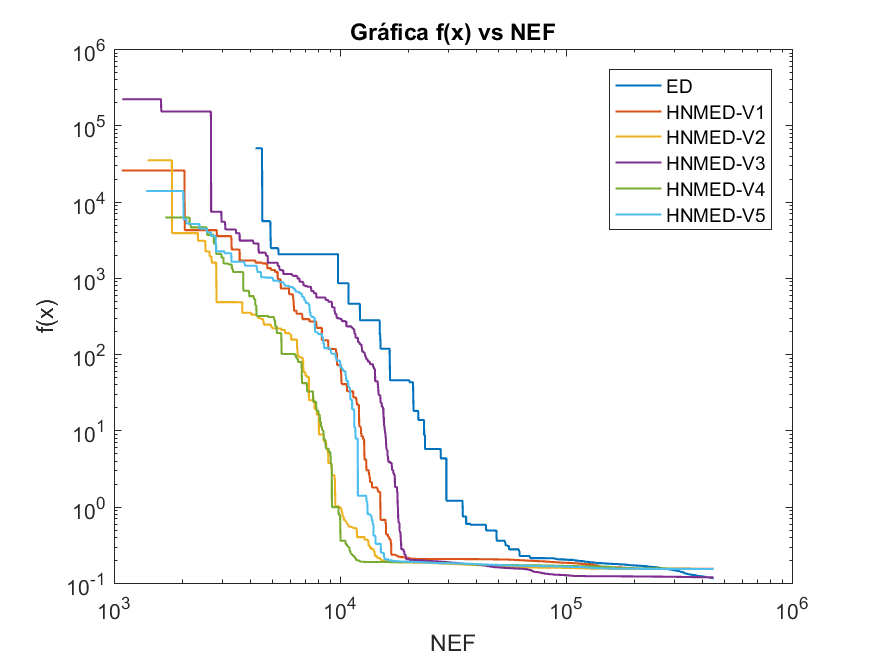 Gráfica f(x) vs NEF
10^6
10^5
10^4
10^3
10^2
10^1
10^0
10^-1
f(x)
ED
HNMED-V1
HNMED-V2
HNMED-V3
HNMED-V4
HNMED-V5
10^3 10^4 10^5 10^6
NEF